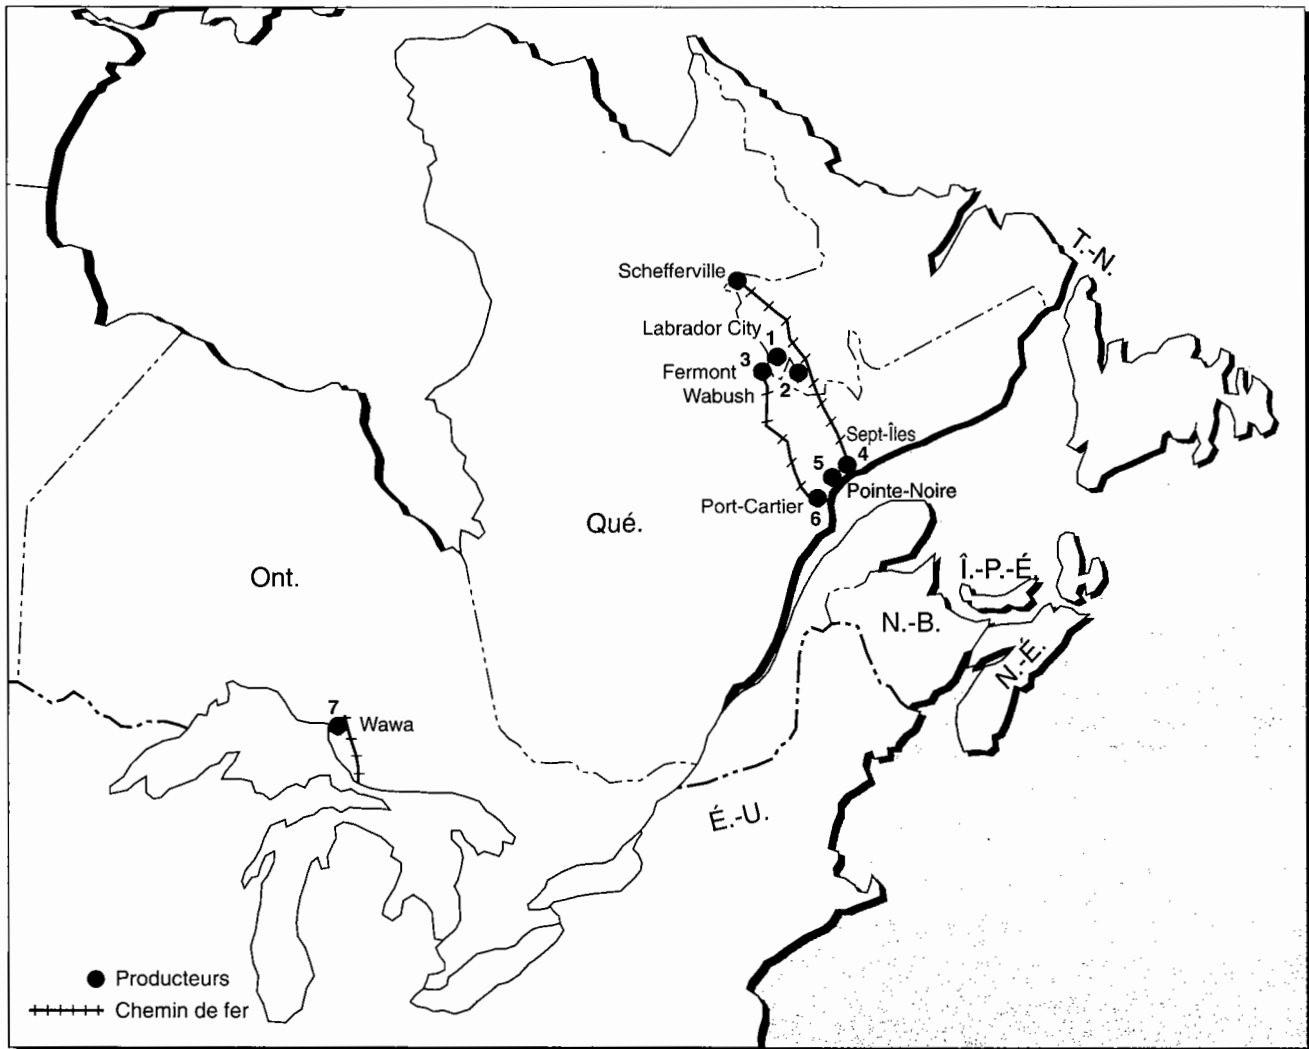 T.-N.
Schefferville
Labrador City
1
3
Fermont
2
Wabush
Sept-Îles
4
5
Pointe-Noire
Port-Cartier
6
Qué.
Ont.
Î.-P.-É.
N.-B.
N.-É.
7
Wawa
É.-U.
Producteurs
Chemin de fer